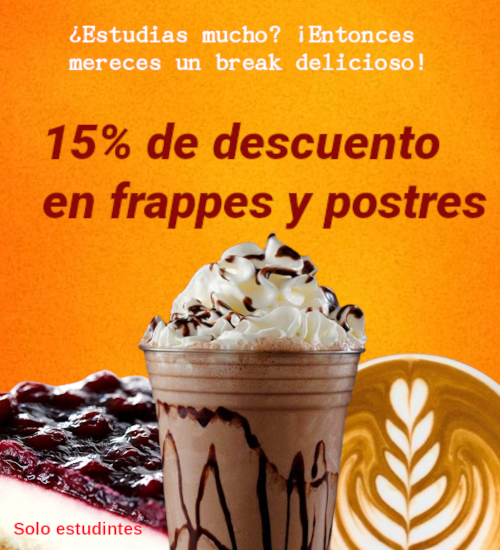 ¿Estudias mucho? ¡Entonces
mereces un break delicioso!
15% de descuento
en frappes y postres
Solo estudintes